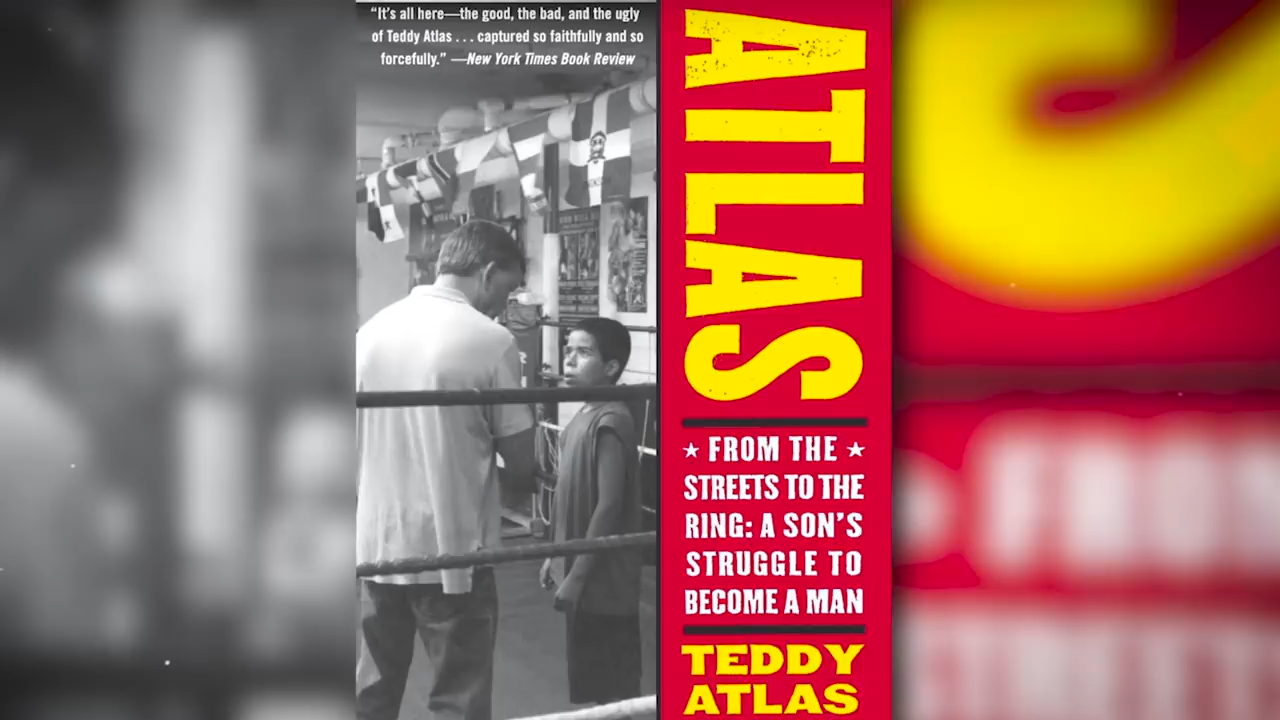 “It’s all here—the good, the bad, and the ugly
of Teddy Atlas . . . captured so faithfully and so
forcefully.” —New York Times Book Review
ATLAS
★ FROM THE ★
STREETS TO THE
RING: A SON’S
STRUGGLE TO
BECOME A MAN
TEDDY
ATLAS